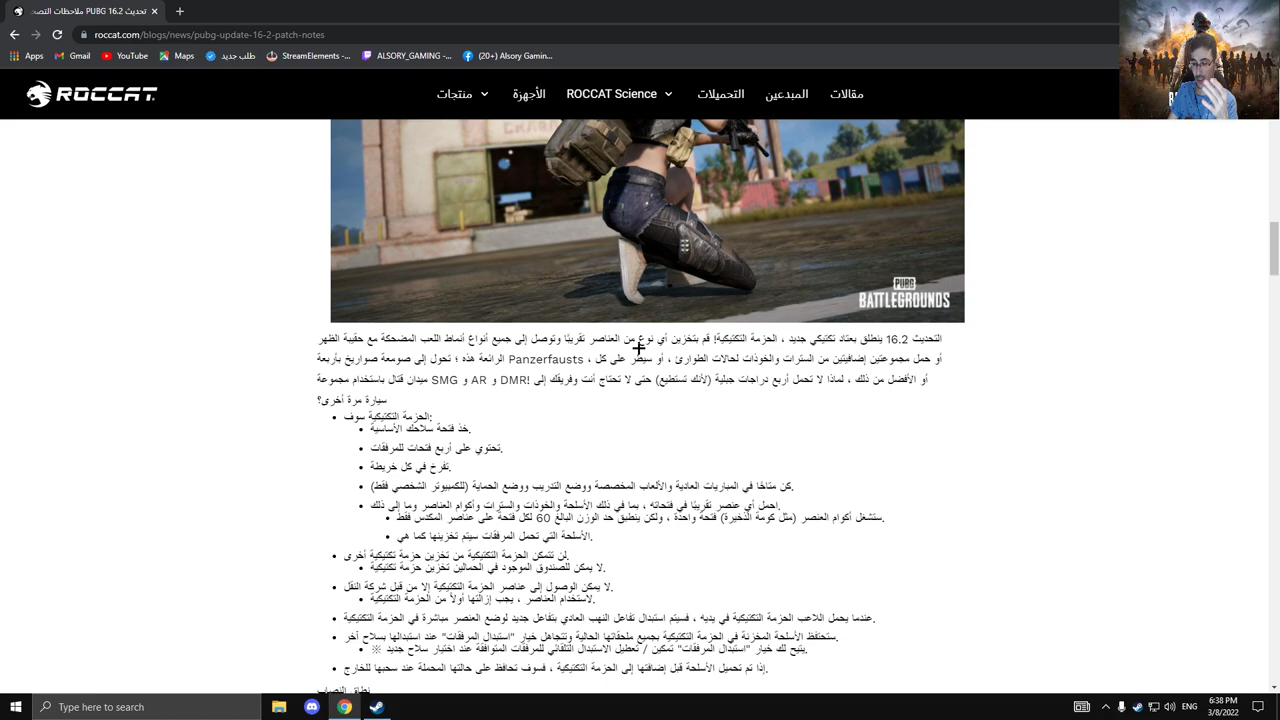 تحديث PUBG 16.2 ملاحظات التصح
roccat.com/blogs/news/pubg-update-16-2-patch-notes
Apps
Gmail
YouTube
Maps
طلب جديد
StreamElements -...
ALSORY_GAMING -...
(20+) Alsory Gamin...
ROCCAT
منتجات
الأجهزة
ROCCAT Science
التحميلات
المبدعين
مقالات
PUBG
BATTLEGROUNDS
التحديث 16.2 ينطلق بعتاد تكتيكي جديد ، الحزمة التكتيكية! قم بتخزين أي نوع من العناصر تقريبًا وتوصل إلى جميع أنواع أنماط اللعب المضحكة مع حقيبة الظهر
الرائعة هذه ؛ تحول إلى صومعة صواريخ بأربعة Panzerfausts ، أو حمل مجموعتين إضافيتين من السترات والخوذات لحالات الطوارئ ، أو سيطر على كل
ميدان قتال باستخدام مجموعة SMG و AR و DMR! أو الأفضل من ذلك ، لماذا لا تحمل أربع دراجات جبلية (لأنك تستطيع) حتى لا تحتاج أنت وفريقك إلى
سيارة مرة أخرى؟
الحزمة التكتيكية سوف:
خذ فتحة سلاحك الأساسية.
تحتوي على أربع فتحات للمرفقات.
تفرخ في كل خريطة.
كن متاحًا في المباريات العادية والألعاب المخصصة ووضع التدريب ووضع الحماية (للكمبيوتر الشخصي فقط).
احمل أي عنصر تقريبًا في فتحاته ، بما في ذلك الأسلحة والخوذات والسترات وأكوام العناصر وما إلى ذلك.
ستشغل أكوام العنصر (مثل كومة الذخيرة) فتحة واحدة ، ولكن ينطبق حد الوزن البالغ 60 لكل فتحة على عناصر المكدس فقط.
الأسلحة التي تحمل المرفقات سيتم تخزينها كما هي.
لن تتمكن الحزمة التكتيكية من تخزين حزمة تكتيكية أخرى.
لا يمكن للصندوق الموجود في الحمالين تخزين حزمة تكتيكية.
لا يمكن الوصول إلى عناصر الحزمة التكتيكية إلا من قبل شركة النقل.
لاستخدام العناصر ، يجب إزالتها أولاً من الحزمة التكتيكية.
عندما يحمل اللاعب الحزمة التكتيكية في يديه ، فسيتم استبدال تفاعل النهب العادي بتفاعل جديد لوضع العنصر مباشرة في الحزمة التكتيكية.
ستحتفظ الأسلحة المخزنة في الحزمة التكتيكية بجميع ملحقاتها الحالية وتتجاهل خيار "استبدال المرفقات" عند استبدالها بسلاح آخر.
※ يتيح لك خيار "استبدال المرفقات" تمكين / تعطيل الاستبدال التلقائي للمرفقات المتوافقة عند اختيار سلاح جديد.
إذا تم تحميل الأسلحة قبل إضافتها إلى الحزمة التكتيكية ، فسوف تحافظ على حالتها المحملة عند سحبها للخارج.
نطاق النصاب
Type here to search
ENG
6:38 PM
3/8/2022